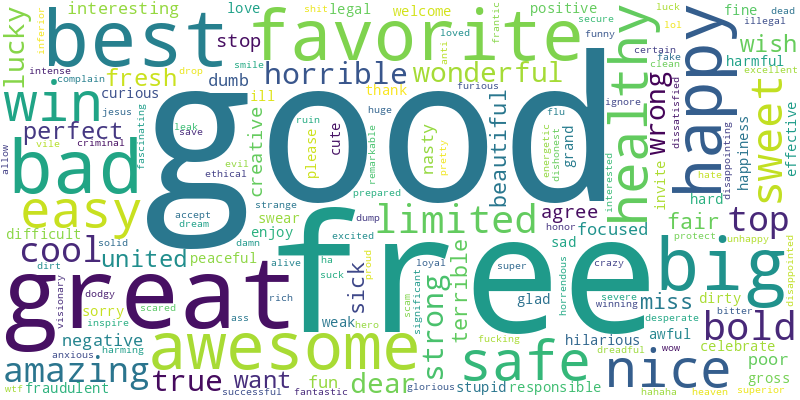 good
free
great
best
favorite
bad
big
awesome
happy
healthy
win
safe
nice
easy
cool
amazing
bold
sweet
limited
horrible
wonderful
top
strong
true
want
dear
perfect
fresh
united
wrong
wish
lucky
beautiful
agree
fair
miss
sick
terrible
creative
interesting
love
stop
legal
welcome
positive
fine
luck
dead
shit
lol
secure
illegal
funny
certain
fake
clean
excellent
harmful
inferior
intense
complain
drop
smile
anti
loved
frantic
furious
curious
dumb
ill
thank
huge
flu
ignore
dissatisfied
disappointing
happiness
effective
hate
hard
invite
jesus
fascinating
leak
save
ruin
please
cute
remarkable
nasty
pretty
energetic
dishonest
grand
interested
allow
vile
criminal
evil
ethical
prepared
strange
accept
dream
swear
enjoy
dump
honor
focused
protect
unhappy
disappointed
difficult
solid
damn
peaceful
excited
sad
dirt
visionary
dodgy
scared
alive
ha
suck
loyal
proud
scam
significant
super
glad
horrendous
crazy
severe
winning
desperate
dirty
bitter
celebrate
sorry
inspire
rich
ass
weak
hero
hilarious
awful
wow
poor
gross
negative
anxious
harming
fucking
dreadful
wtf
fraudulent
successful
fun
fantastic
glorious
stupid
responsible
hahaha
heaven
superior